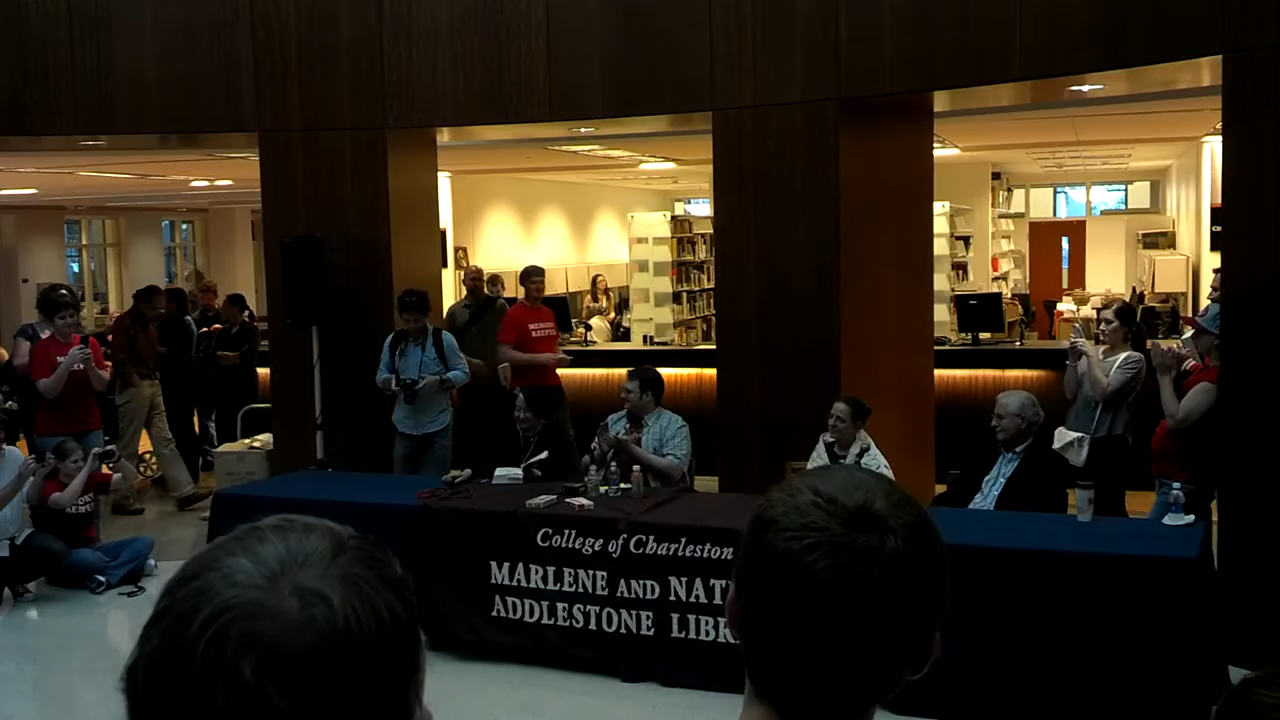 MEMORY
KEEPER
College of Charleston
MARLENE AND NAT
ADDLESTONE LIBR